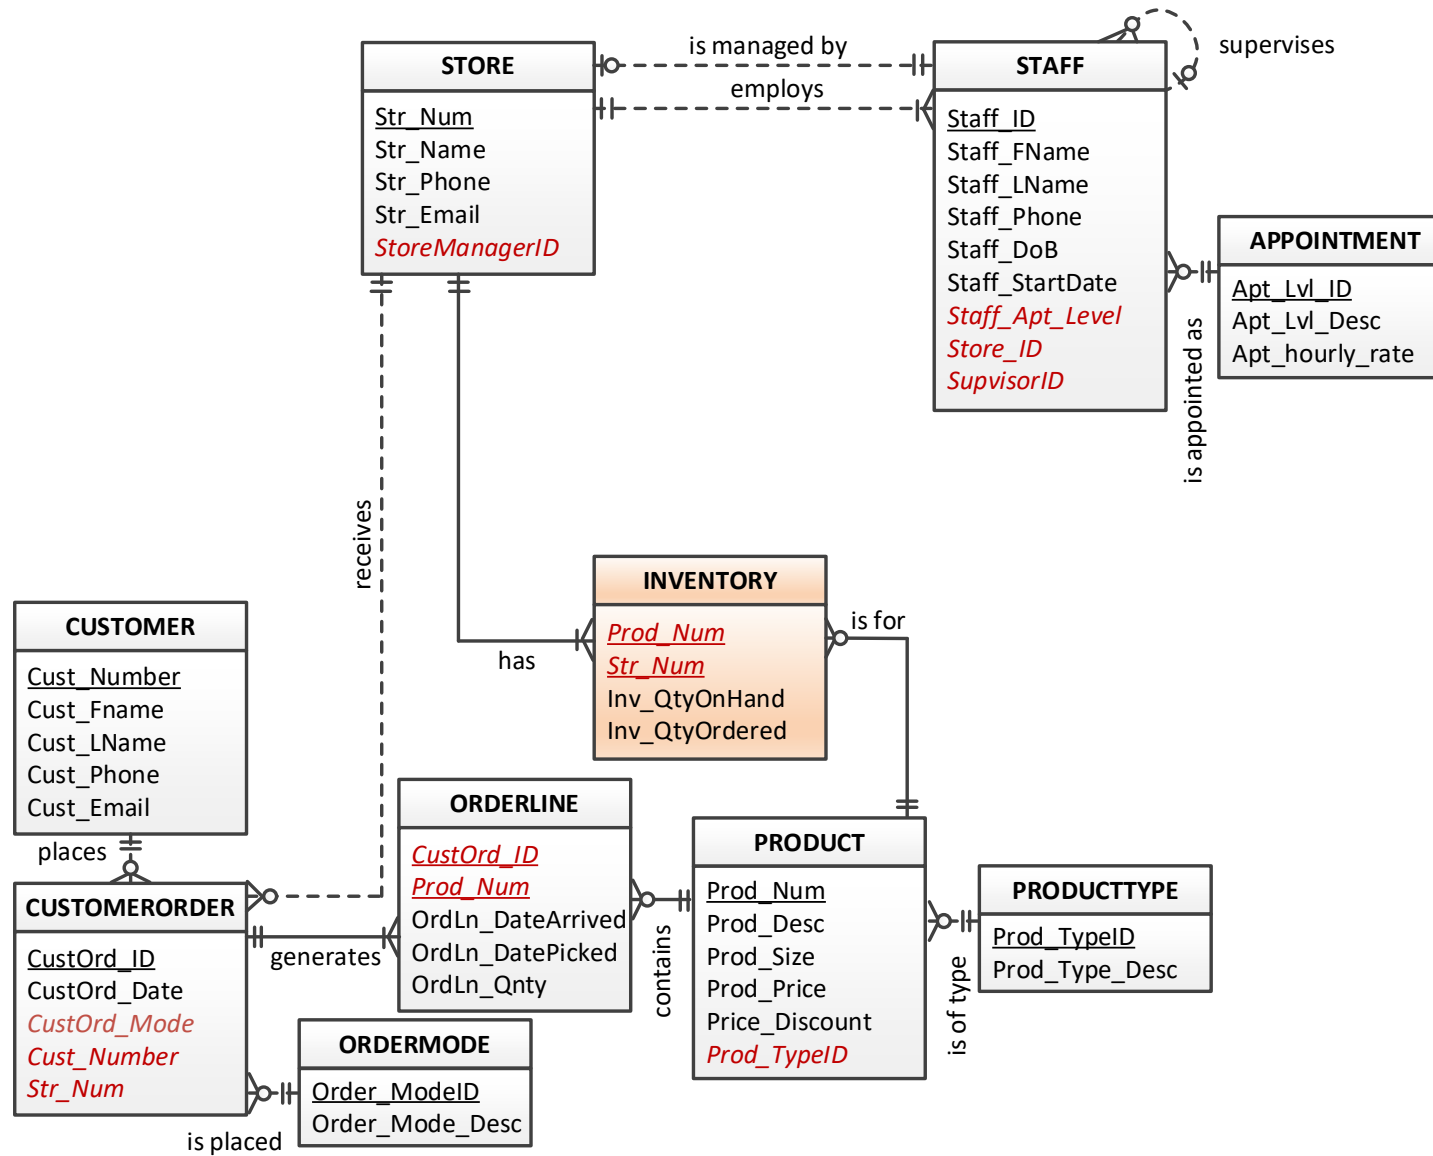 STORE
Str_Num
Str_Name
Str_Phone
Str_Email
StoreManagerID
is managed by
employs
STAFF
Staff_ID
Staff_FName
Staff_LName
Staff_Phone
Staff_DoB
Staff_StartDate
Staff_Apt_Level
Store_ID
SupvisorID
supervises
APPOINTMENT
Apt_Lvl_ID
Apt_Lvl_Desc
Apt_hourly_rate
is appointed as
receives
INVENTORY
Prod_Num
Str_Num
Inv_QtyOnHand
Inv_QtyOrdered
has
is for
CUSTOMER
Cust_Number
Cust_Fname
Cust_LName
Cust_Phone
Cust_Email
places
CUSTOMERORDER
CustOrd_ID
CustOrd_Date
CustOrd_Mode
Cust_Number
Str_Num
generates
ORDERLINE
CustOrd_ID
Prod_Num
OrdLn_DateArrived
OrdLn_DatePicked
OrdLn_Qnty
contains
PRODUCT
Prod_Num
Prod_Desc
Prod_Size
Prod_Price
Price_Discount
Prod_TypeID
is of type
PRODUCTTYPE
Prod_TypeID
Prod_Type_Desc
ORDERMODE
Order_ModeID
Order_Mode_Desc
is placed